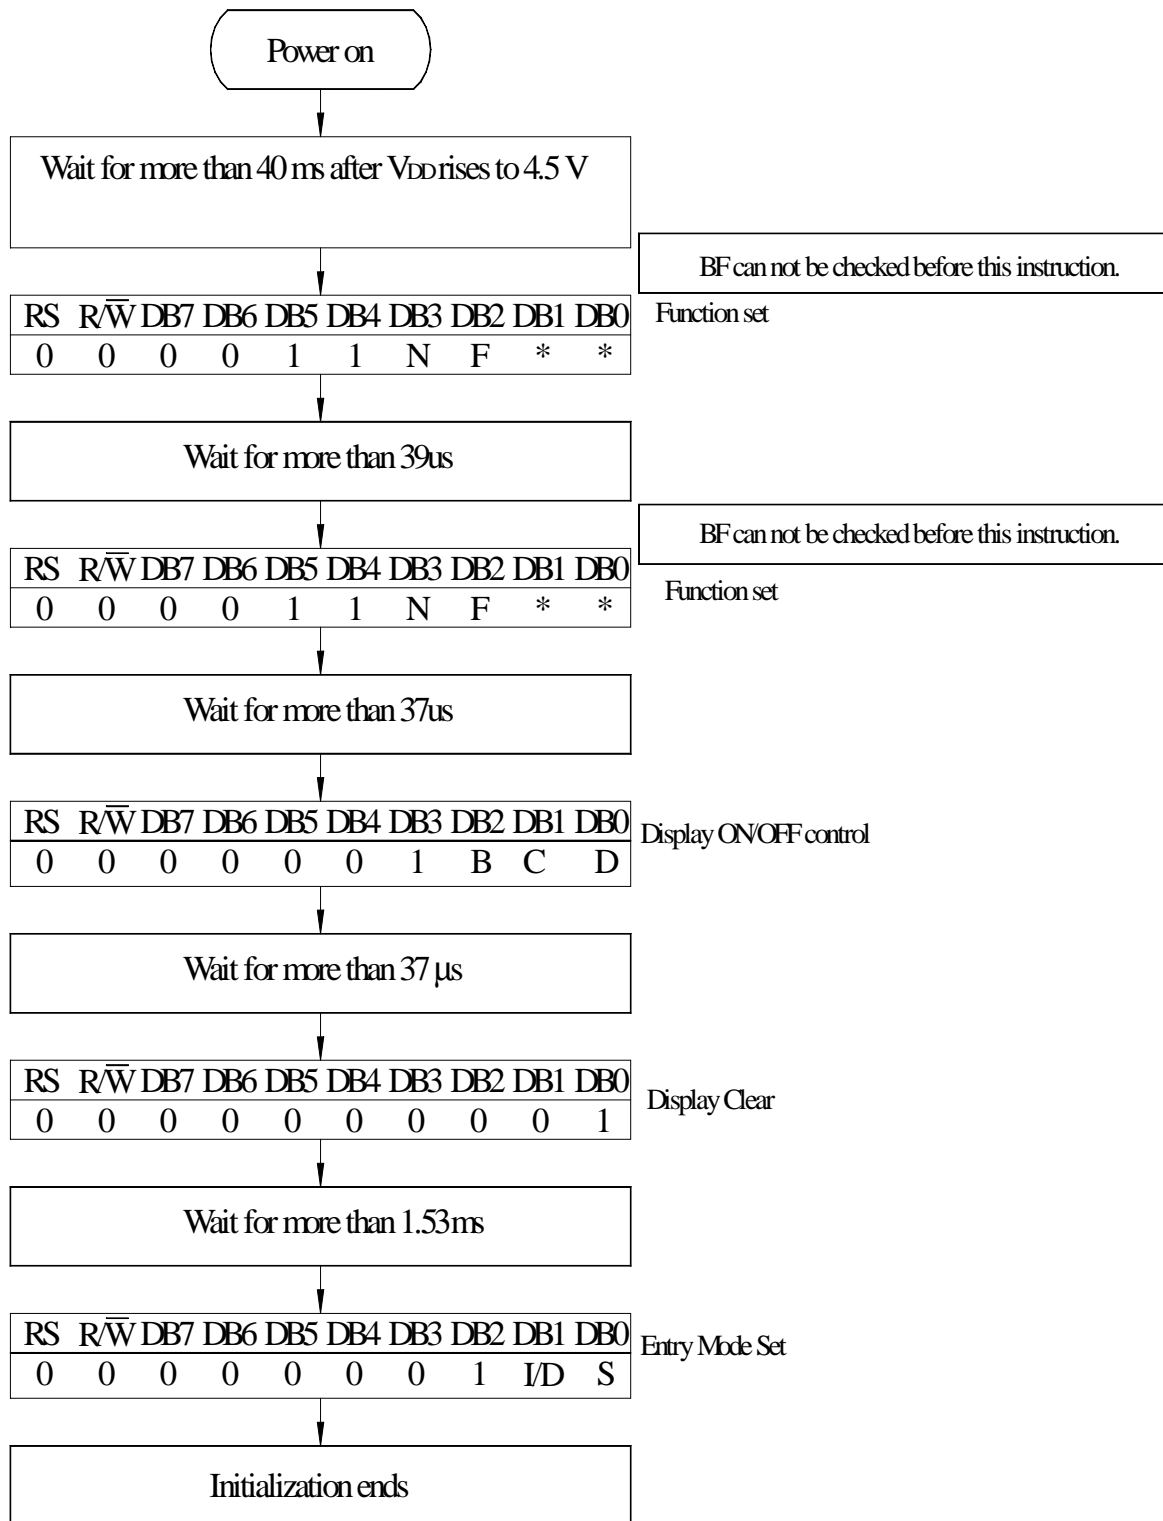 Power on
Wait for more than 40 ms after VDD rises to 4.5 V
BF can not be checked before this instruction.
RS R/W̅ DB7 DB6 DB5 DB4 DB3 DB2 DB1 DB0
Function set
0 0 0 0 1 1 N F * *
Wait for more than 39us
BF can not be checked before this instruction.
RS R/W̅ DB7 DB6 DB5 DB4 DB3 DB2 DB1 DB0
Function set
0 0 0 0 1 1 N F * *
Wait for more than 37us
RS R/W̅ DB7 DB6 DB5 DB4 DB3 DB2 DB1 DB0
Display ON/OFF control
0 0 0 0 0 0 1 B C D
Wait for more than 37 μs
RS R/W̅ DB7 DB6 DB5 DB4 DB3 DB2 DB1 DB0
Display Clear
0 0 0 0 0 0 0 0 0 1
Wait for more than 1.53ms
RS R/W̅ DB7 DB6 DB5 DB4 DB3 DB2 DB1 DB0
Entry Mode Set
0 0 0 0 0 0 0 1 I/D S
Initialization ends